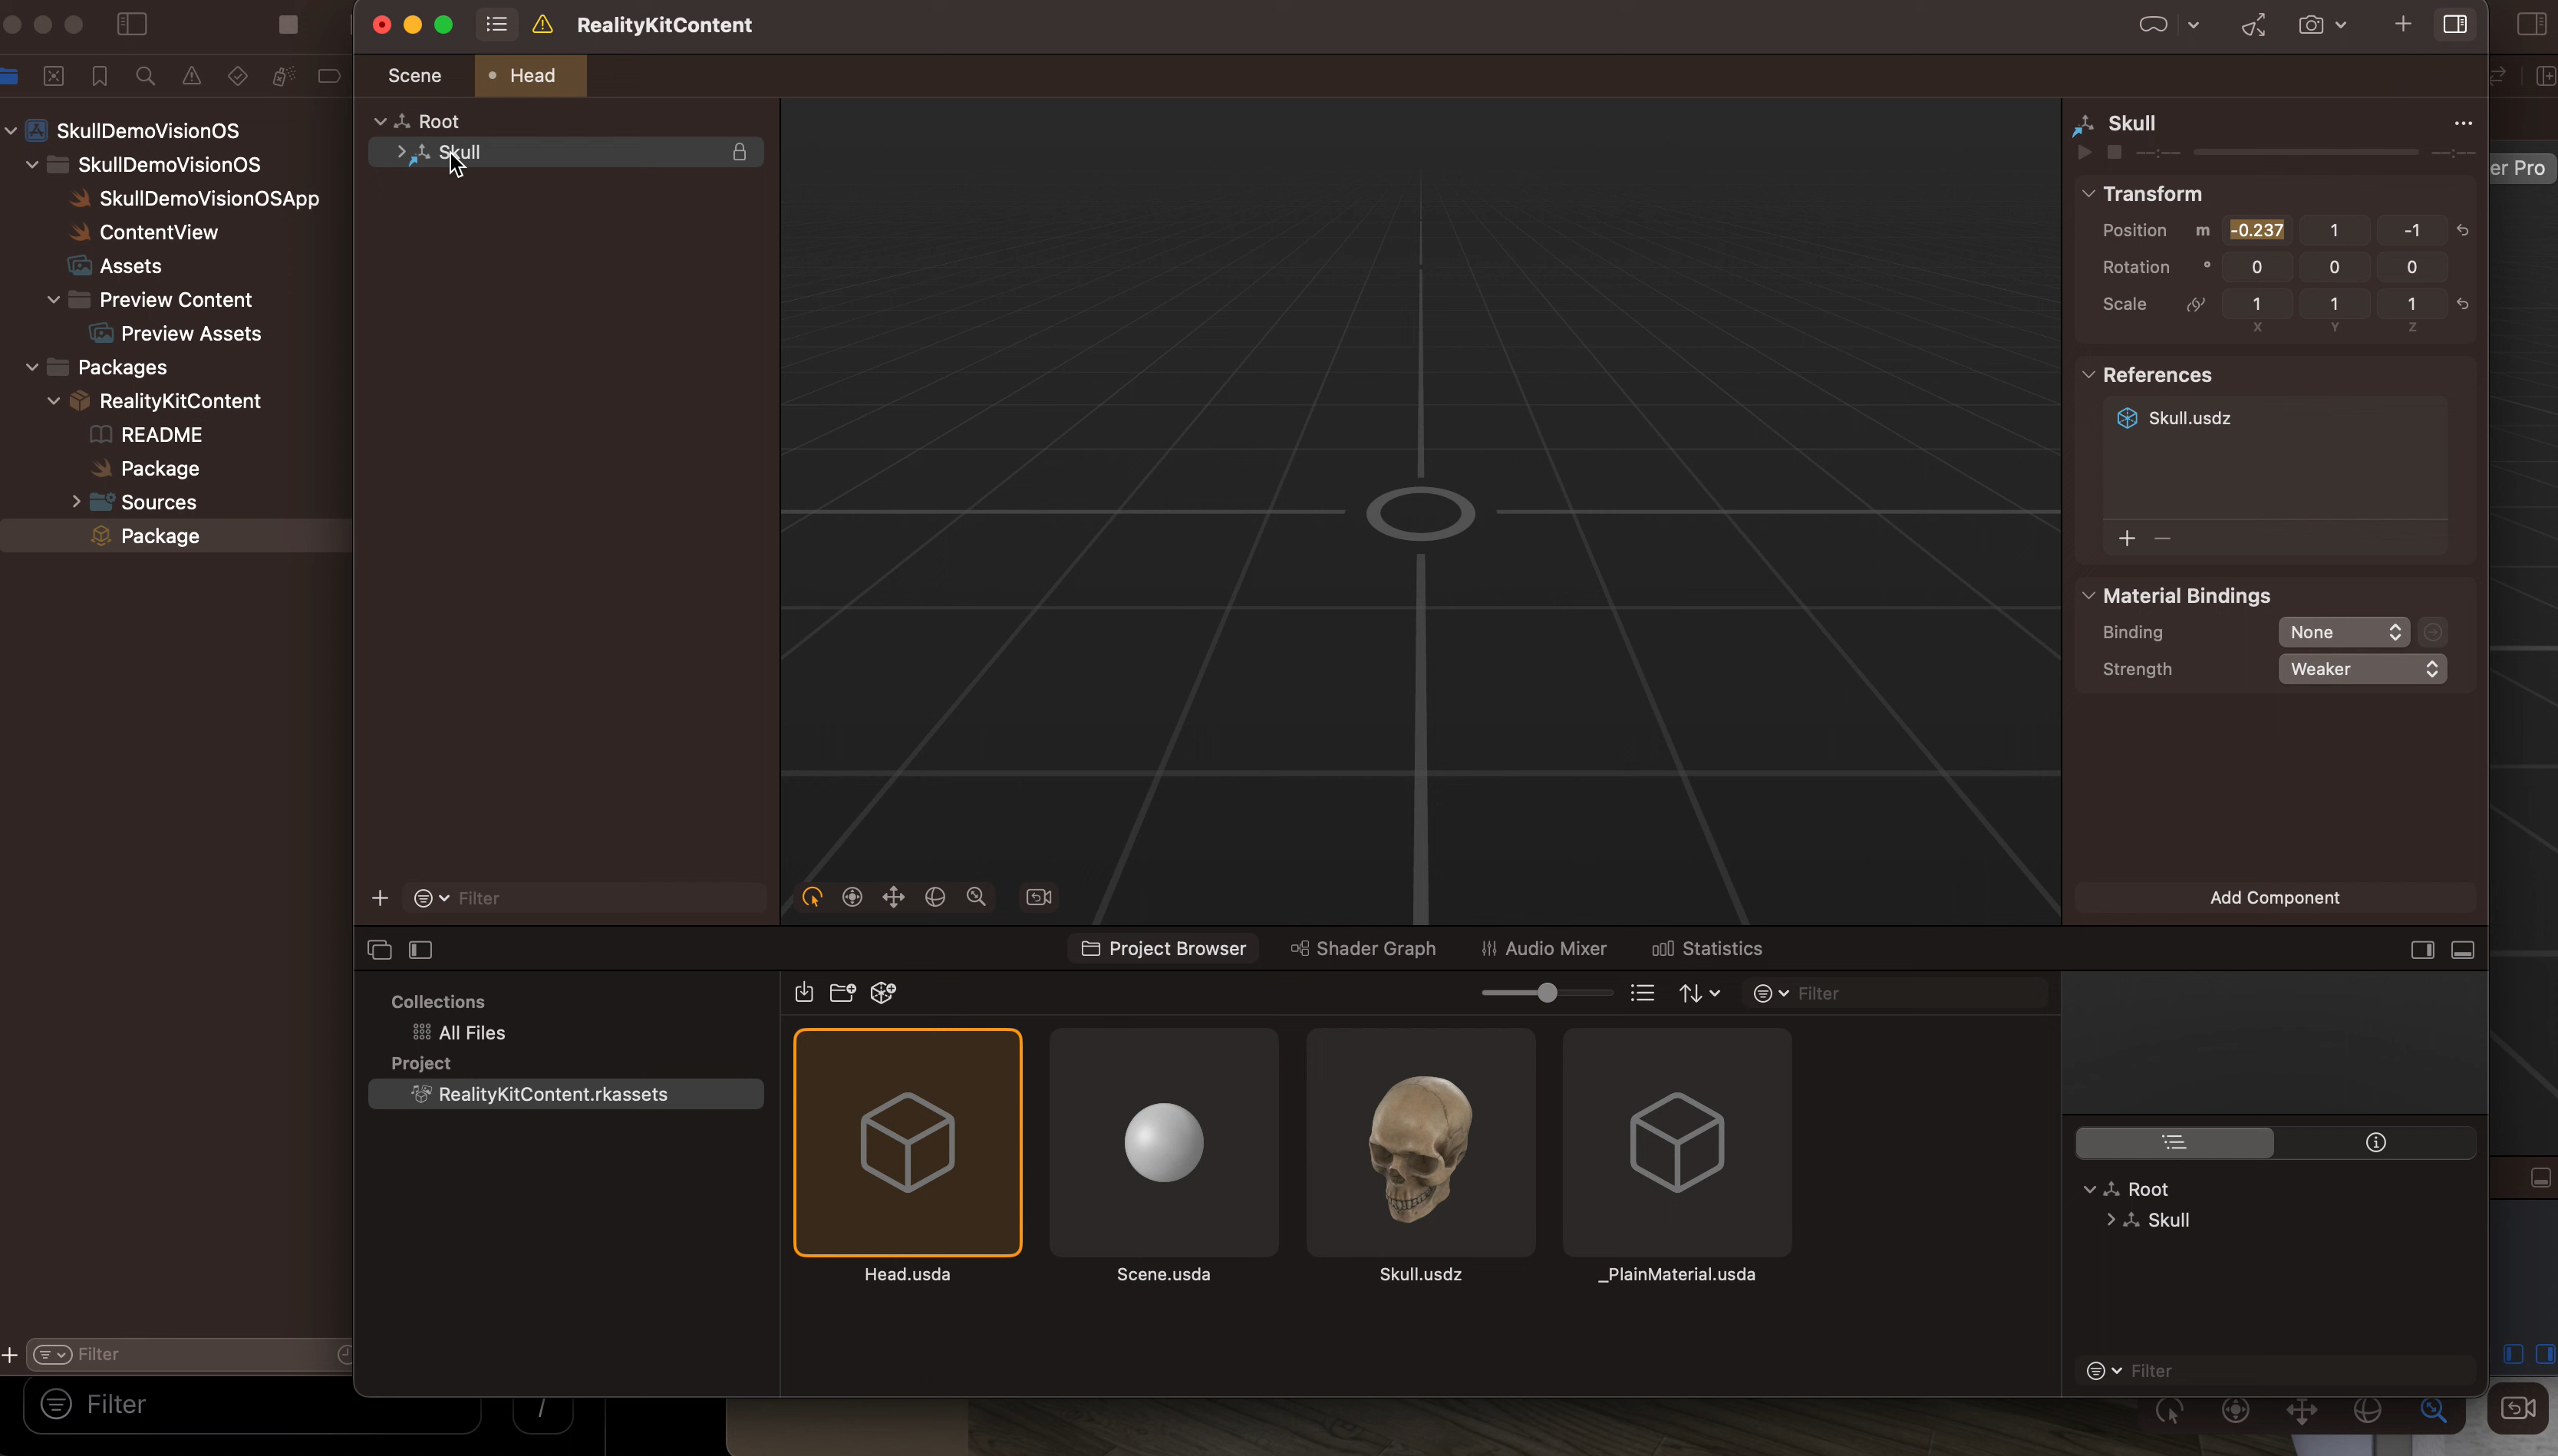 RealityKitContent
Scene
Head
SkullDemoVisionOS
SkullDemoVisionOS
SkullDemoVisionOSApp
ContentView
Assets
Preview Content
Preview Assets
Packages
RealityKitContent
README
Package
Sources
Package
Filter
Filter
Root
Skull
Filter
Skull
--:--
--:--
Transform
Position m -0.237 1 -1
Rotation ° 0 0 0
Scale 1 1 1
X Y Z
References
Skull.usdz
Material Bindings
Binding None
Strength Weaker
Add Component
er Pro
Project Browser
Shader Graph
Audio Mixer
Statistics
Collections
All Files
Project
RealityKitContent.rkassets
Filter
Head.usda
Scene.usda
Skull.usdz
_PlainMaterial.usda
Root
Skull
Filter